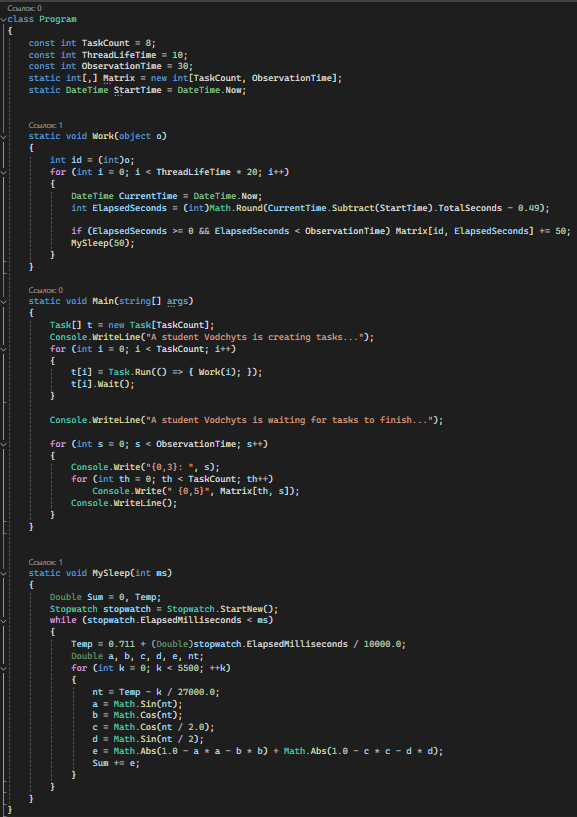 Ссылок: 0
class Program
{
const int TaskCount = 8;
const int ThreadLifeTime = 10;
const int ObservationTime = 30;
static int[,] Matrix = new int[TaskCount, ObservationTime];
static DateTime StartTime = DateTime.Now;
Ссылок: 1
static void Work(object o)
{
int id = (int)o;
for (int i = 0; i < ThreadLifeTime * 20; i++)
{
DateTime CurrentTime = DateTime.Now;
int ElapsedSeconds = (int)Math.Round(CurrentTime.Subtract(StartTime).TotalSeconds - 0.49);
if (ElapsedSeconds >= 0 && ElapsedSeconds < ObservationTime) Matrix[id, ElapsedSeconds] += 50;
MySleep(50);
}
}
Ссылок: 0
static void Main(string[] args)
{
Task[] t = new Task[TaskCount];
Console.WriteLine("A student Vodchyts is creating tasks...");
for (int i = 0; i < TaskCount; i++)
{
t[i] = Task.Run(() => { Work(i); });
t[i].Wait();
}
Console.WriteLine("A student Vodchyts is waiting for tasks to finish...");
for (int s = 0; s < ObservationTime; s++)
{
Console.Write("{0,3}: ", s);
for (int th = 0; th < TaskCount; th++)
Console.Write(" {0,5}", Matrix[th, s]);
Console.WriteLine();
}
}
Ссылок: 1
static void MySleep(int ms)
{
Double Sum = 0, Temp;
Stopwatch stopwatch = Stopwatch.StartNew();
while (stopwatch.ElapsedMilliseconds < ms)
{
Temp = 0.711 + (Double)stopwatch.ElapsedMilliseconds / 10000.0;
Double a, b, c, d, e, nt;
for (int k = 0; k < 5500; ++k)
{
nt = Temp - k / 27000.0;
a = Math.Sin(nt);
b = Math.Cos(nt);
c = Math.Cos(nt / 2.0);
d = Math.Sin(nt / 2);
e = Math.Abs(1.0 - a * a - b * b) + Math.Abs(1.0 - c * c - d * d);
Sum += e;
}
}
}
}